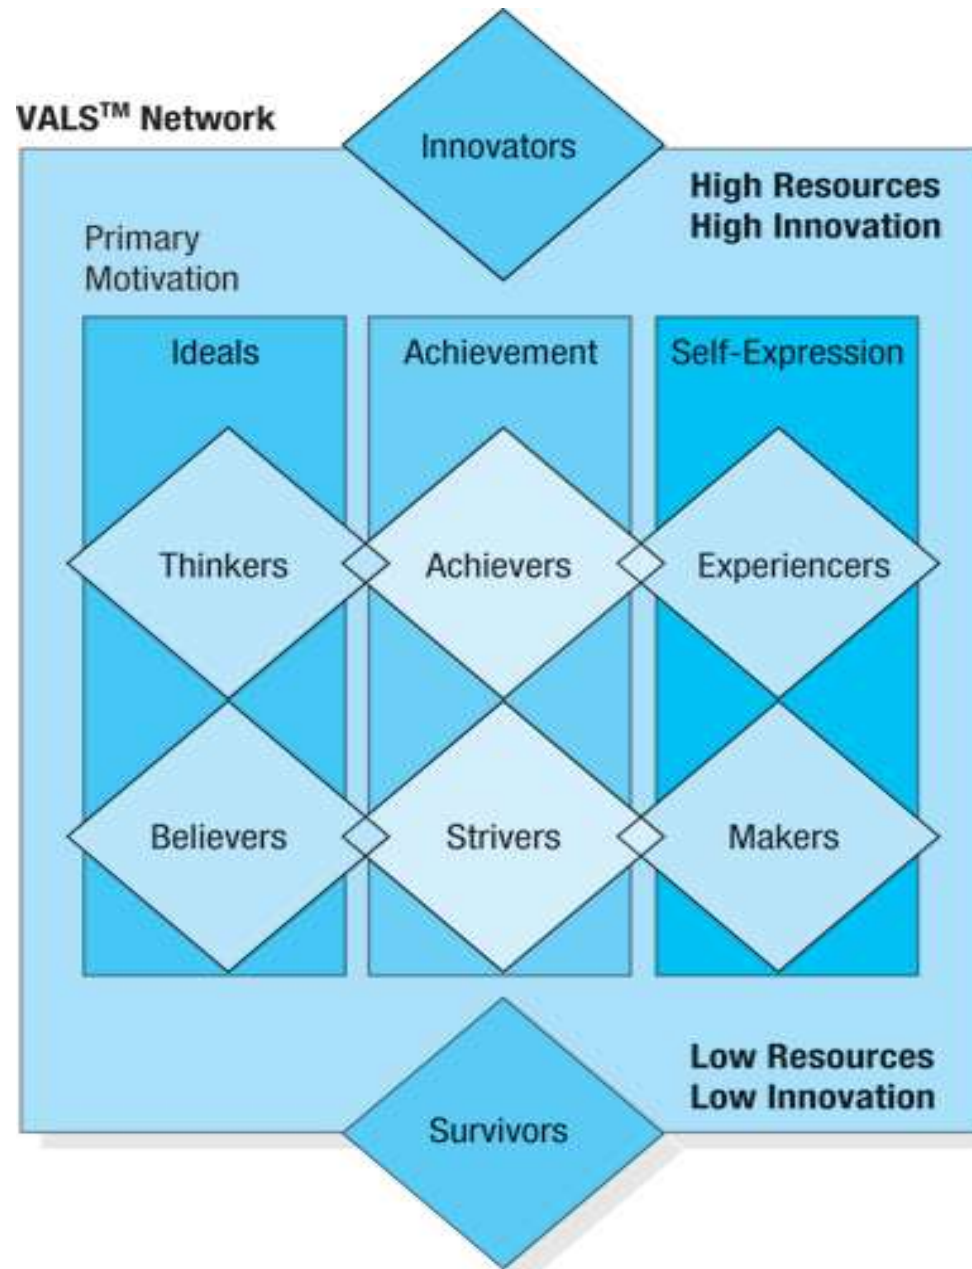 VALS™ Network
Innovators
High Resources
High Innovation
Primary
Motivation
Ideals
Achievement
Self-Expression
Thinkers
Achievers
Experiencers
Believers
Strivers
Makers
Low Resources
Low Innovation
Survivors